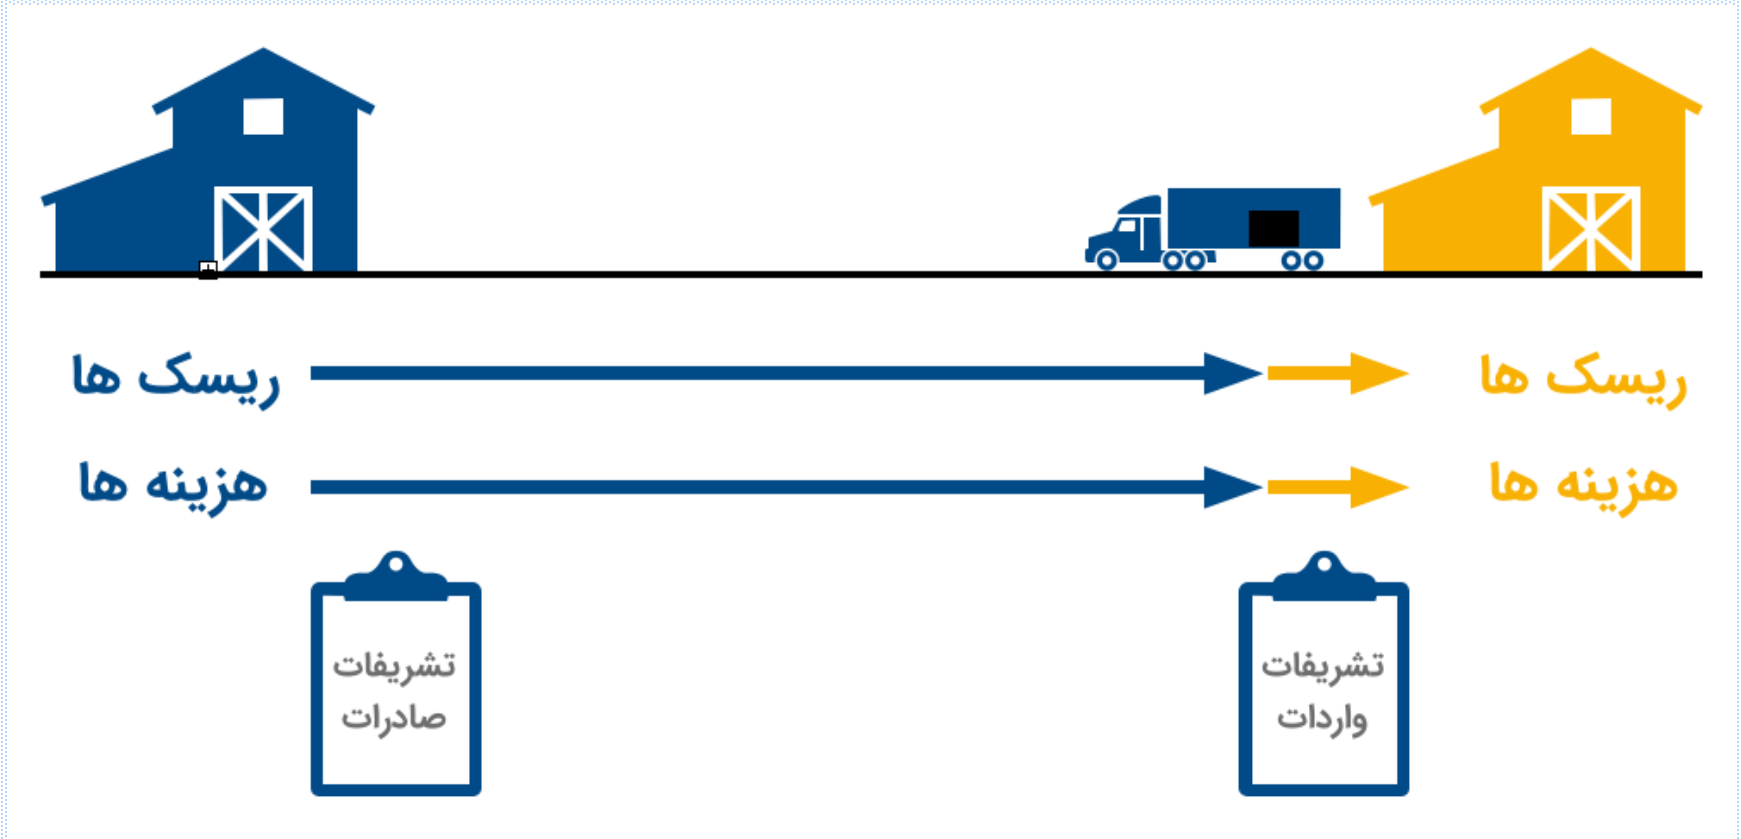 ریسک ها
ریسک ها
هزینه ها
هزینه ها
تشریفات
صادرات
تشریفات
واردات